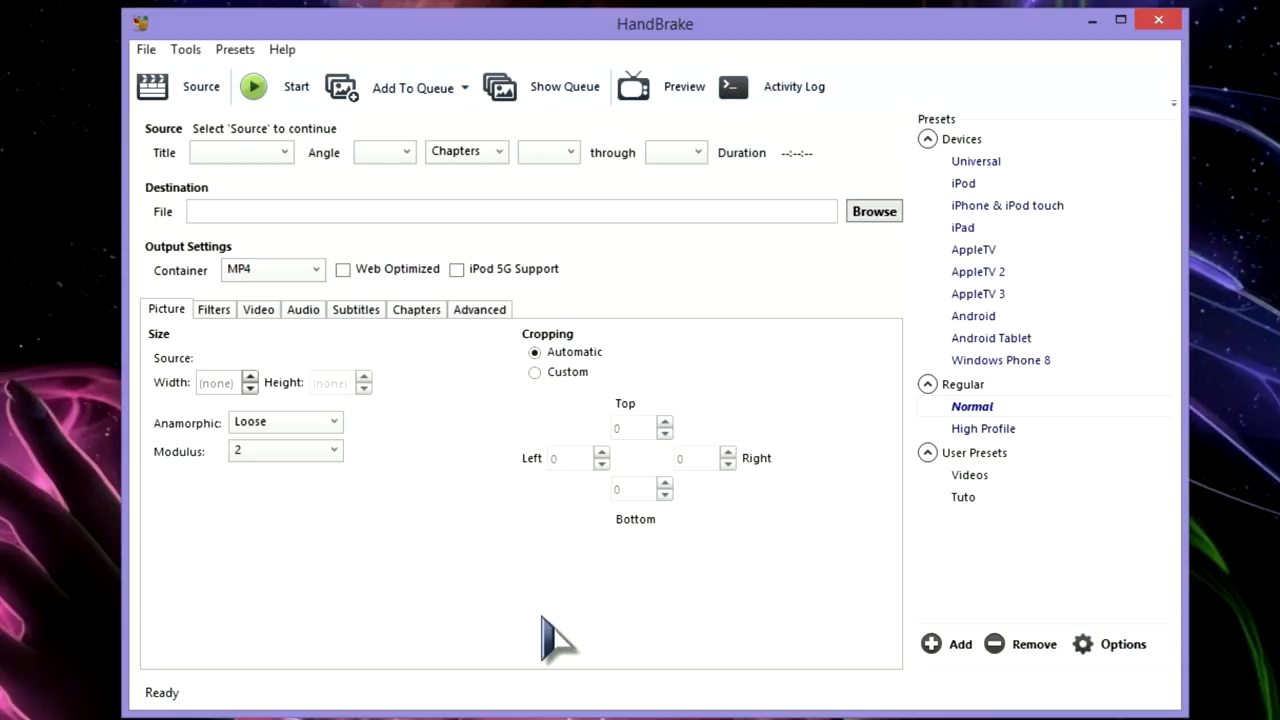 HandBrake
File Tools Presets Help
Source Start Add To Queue Show Queue Preview Activity Log
Source Select 'Source' to continue
Title Angle Chapters through Duration --:--:--
Destination
File Browse
Output Settings
Container MP4 Web Optimized iPod 5G Support
Picture Filters Video Audio Subtitles Chapters Advanced
Size
Source:
Width: (none) Height: (none)
Anamorphic: Loose
Modulus: 2
Cropping
Automatic
Custom
Top
0
Left 0 0 Right
0
Bottom
Presets
Devices
Universal
iPod
iPhone & iPod touch
iPad
AppleTV
AppleTV 2
AppleTV 3
Android
Android Tablet
Windows Phone 8
Regular
Normal
High Profile
User Presets
Videos
Tuto
Add Remove Options
Ready